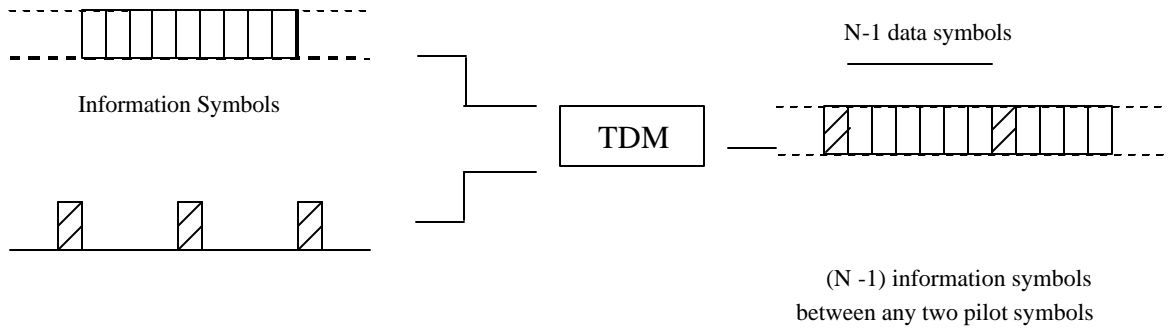 N-1 data symbols
Information Symbols
TDM
(N -1) information symbols
between any two pilot symbols